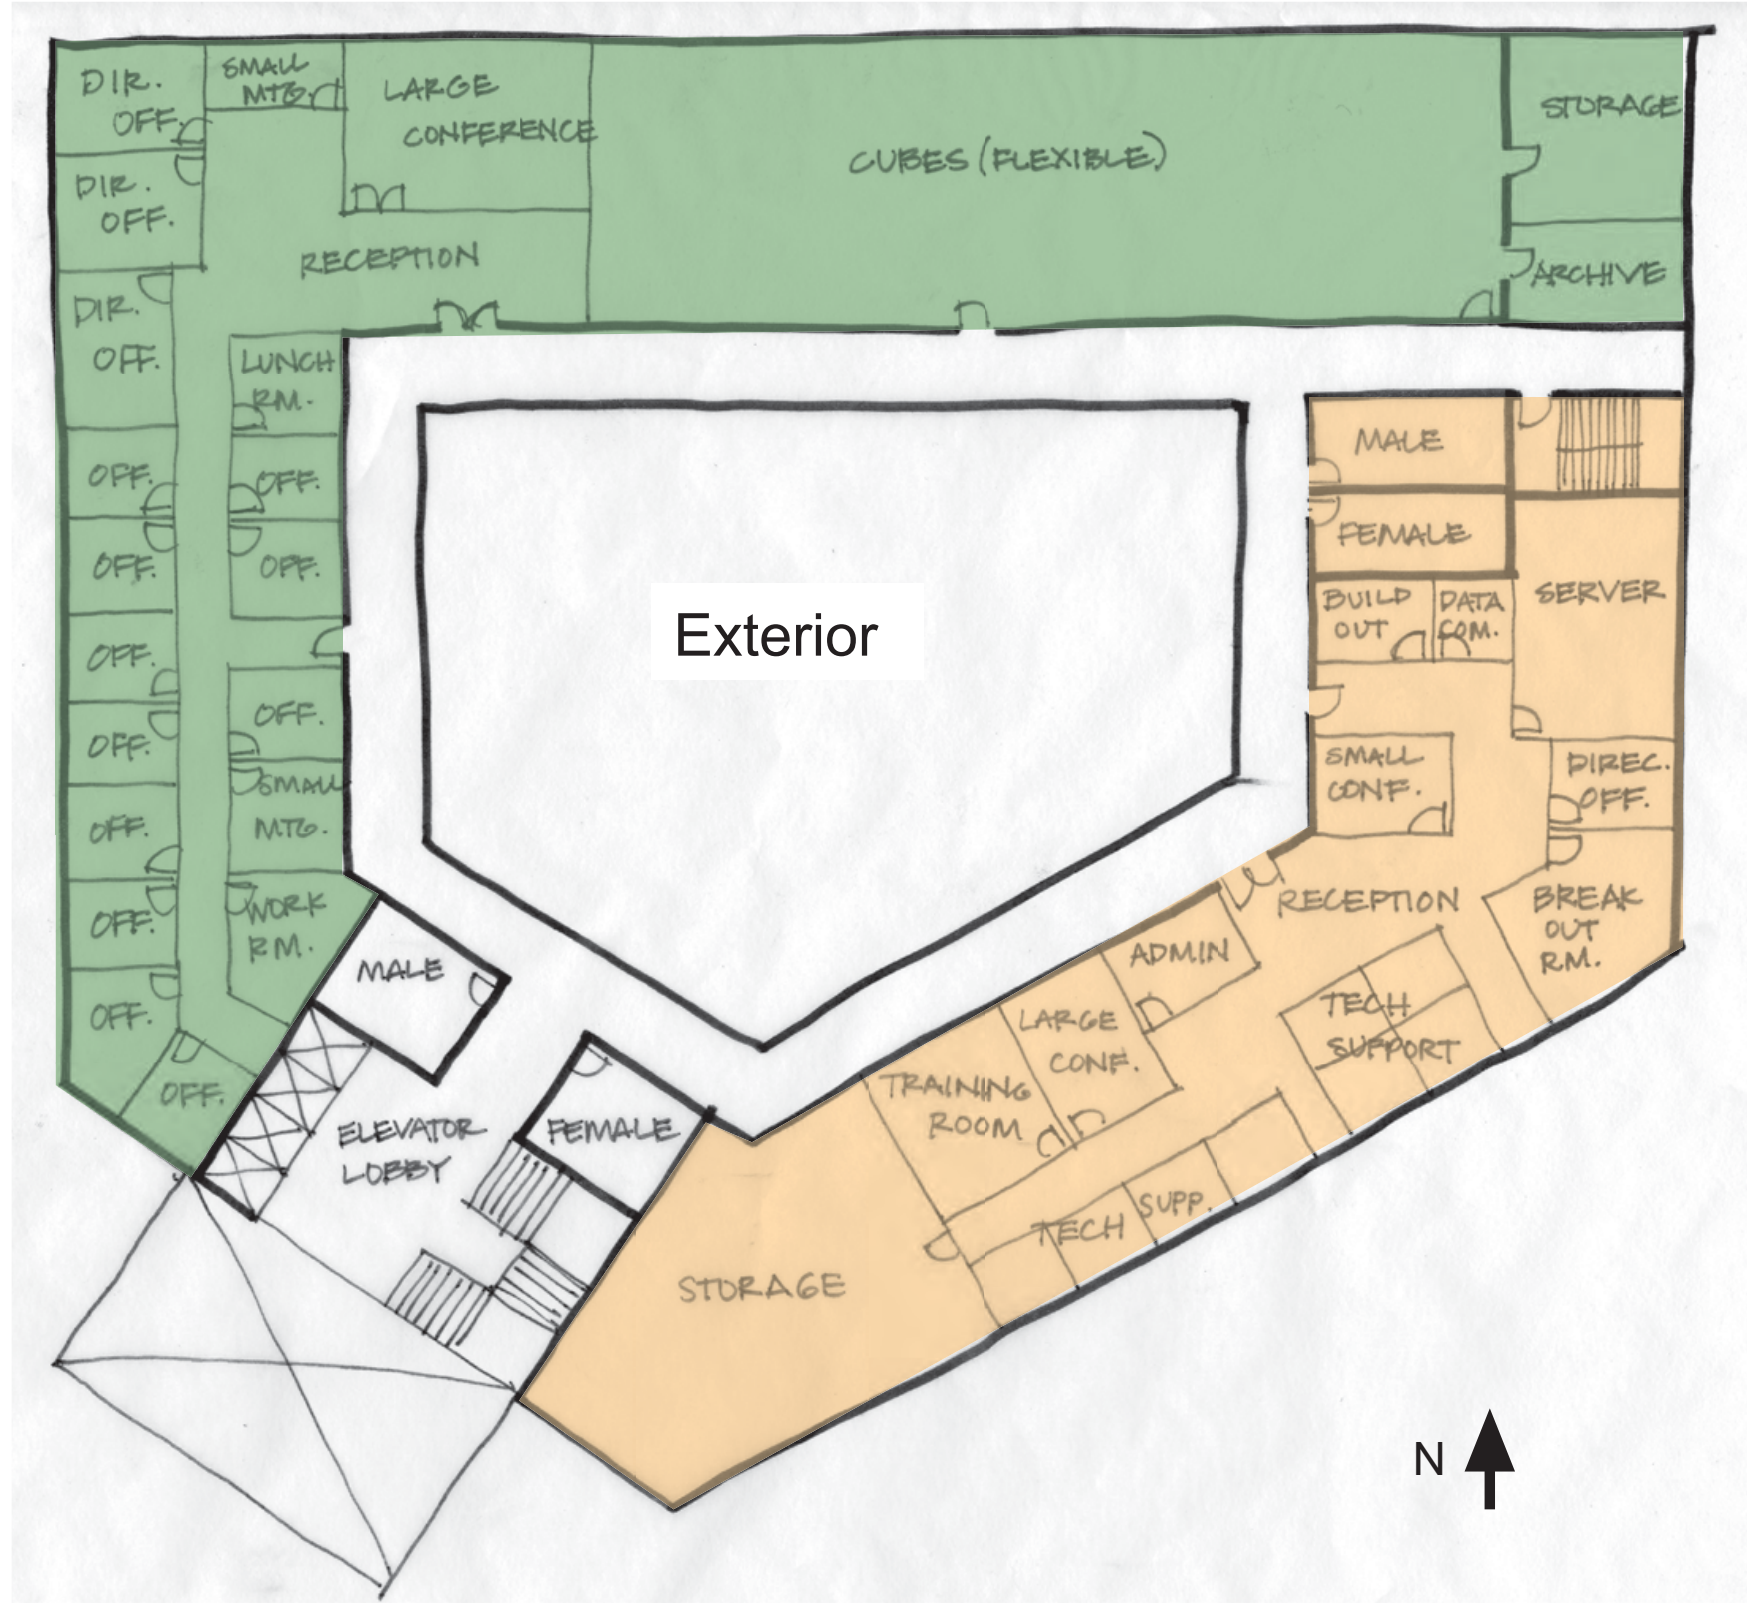 DIR.
OFF.
SMALL
MTG.
LARGE
CONFERENCE
CUBES (FLEXIBLE)
STORAGE
DIR.
OFF.
RECEPTION
ARCHIVE
DIR.
OFF.
LUNCH
RM.
OFF.
OFF.
OFF.
OFF.
OFF.
OFF.
OFF.
OFF.
OFF.
OFF.
OFF.
SMALL
MTG.
WORK
RM.
Exterior
MALE
FEMALE
BUILD
OUT
DATA
COM.
SERVER
SMALL
CONF.
DIREC.
OFF.
RECEPTION
BREAK
OUT
RM.
ADMIN
LARGE
CONF.
TECH
SUPPORT
TRAINING
ROOM
MALE
ELEVATOR
LOBBY
FEMALE
TECH
SUPP.
STORAGE
N